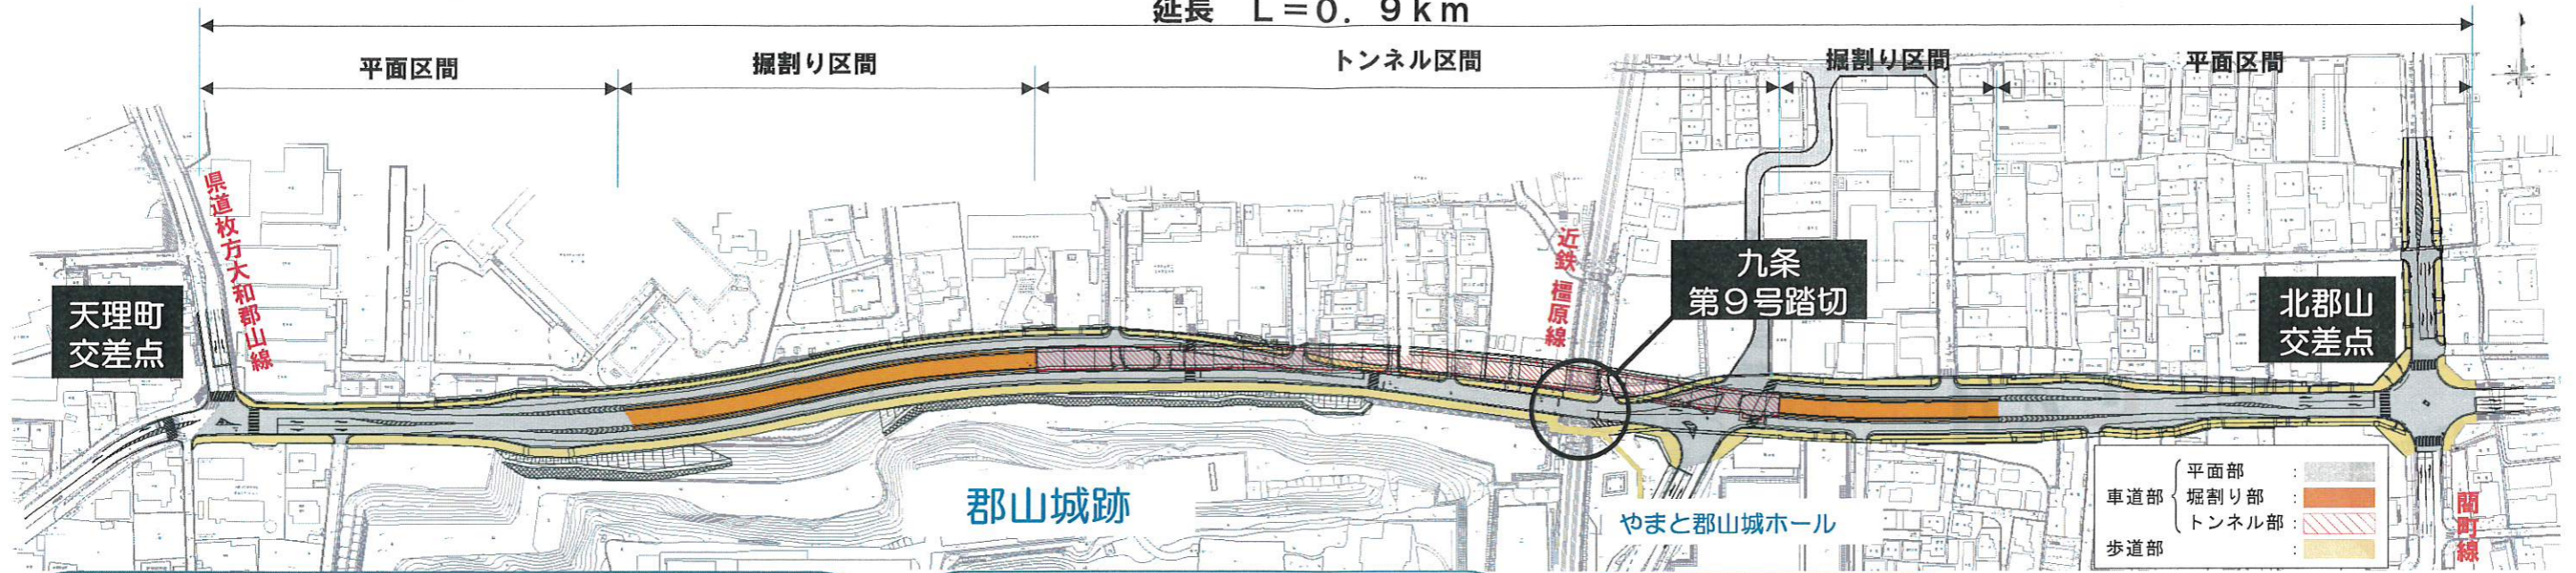 延長　Ｌ＝０．９ｋｍ
平面区間
掘割り区間
トンネル区間
掘割り区間
平面区間
県道枚方大和郡山線
天理町
交差点
近鉄 橿原線
九条
第９号踏切
北郡山
交差点
郡山城跡
やまと郡山城ホール
車道部
平面部 :
堀割り部 :
トンネル部 :
歩道部 :
間町線